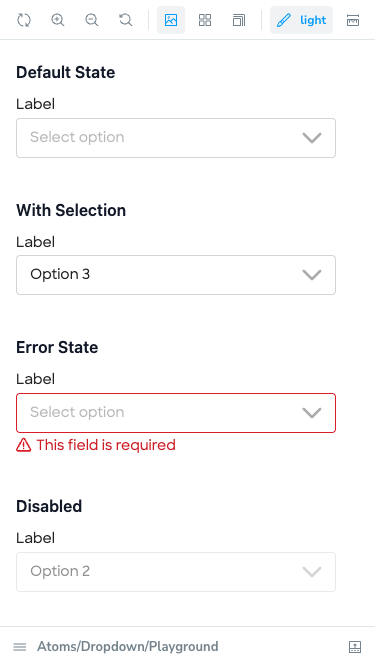 light
Default State
Label
Select option
With Selection
Label
Option 3
Error State
Label
Select option
This field is required
Disabled
Label
Option 2
Atoms/Dropdown/Playground